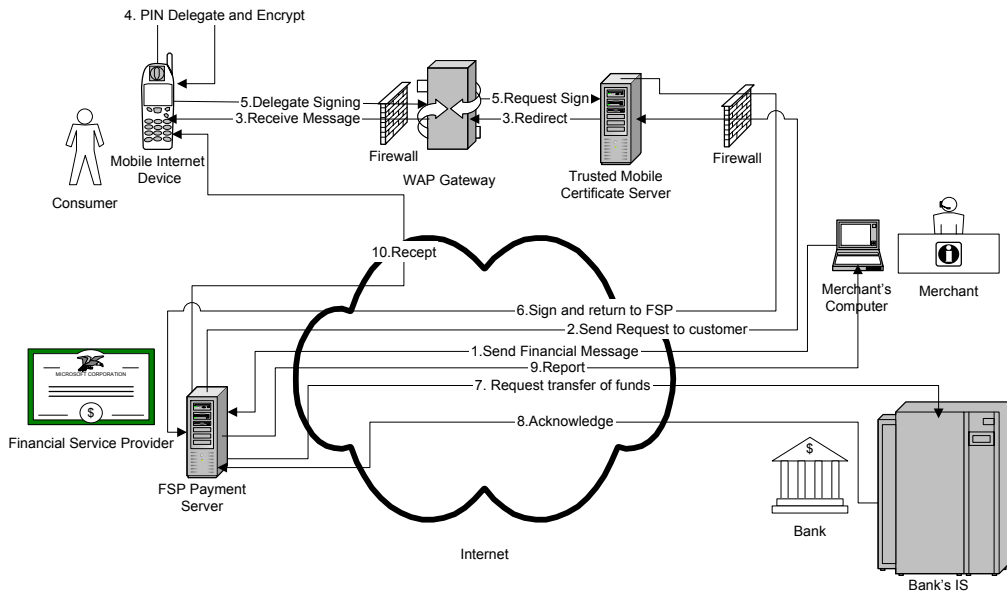 4. PIN Delegate and Encrypt
5.Delegate Signing
3.Receive Message
5.Request Sign
3.Redirect
Firewall
Firewall
Mobile Internet
Device
WAP Gateway
Trusted Mobile
Certificate Server
Consumer
10.Recept
Merchant's
Computer
Merchant
6.Sign and return to FSP
2.Send Request to customer
1.Send Financial Message
9.Report
7. Request transfer of funds
MICROSOFT CORPORATION
$
Financial Service Provider
8.Acknowledge
FSP Payment
Server
$
Bank
Internet
Bank's IS